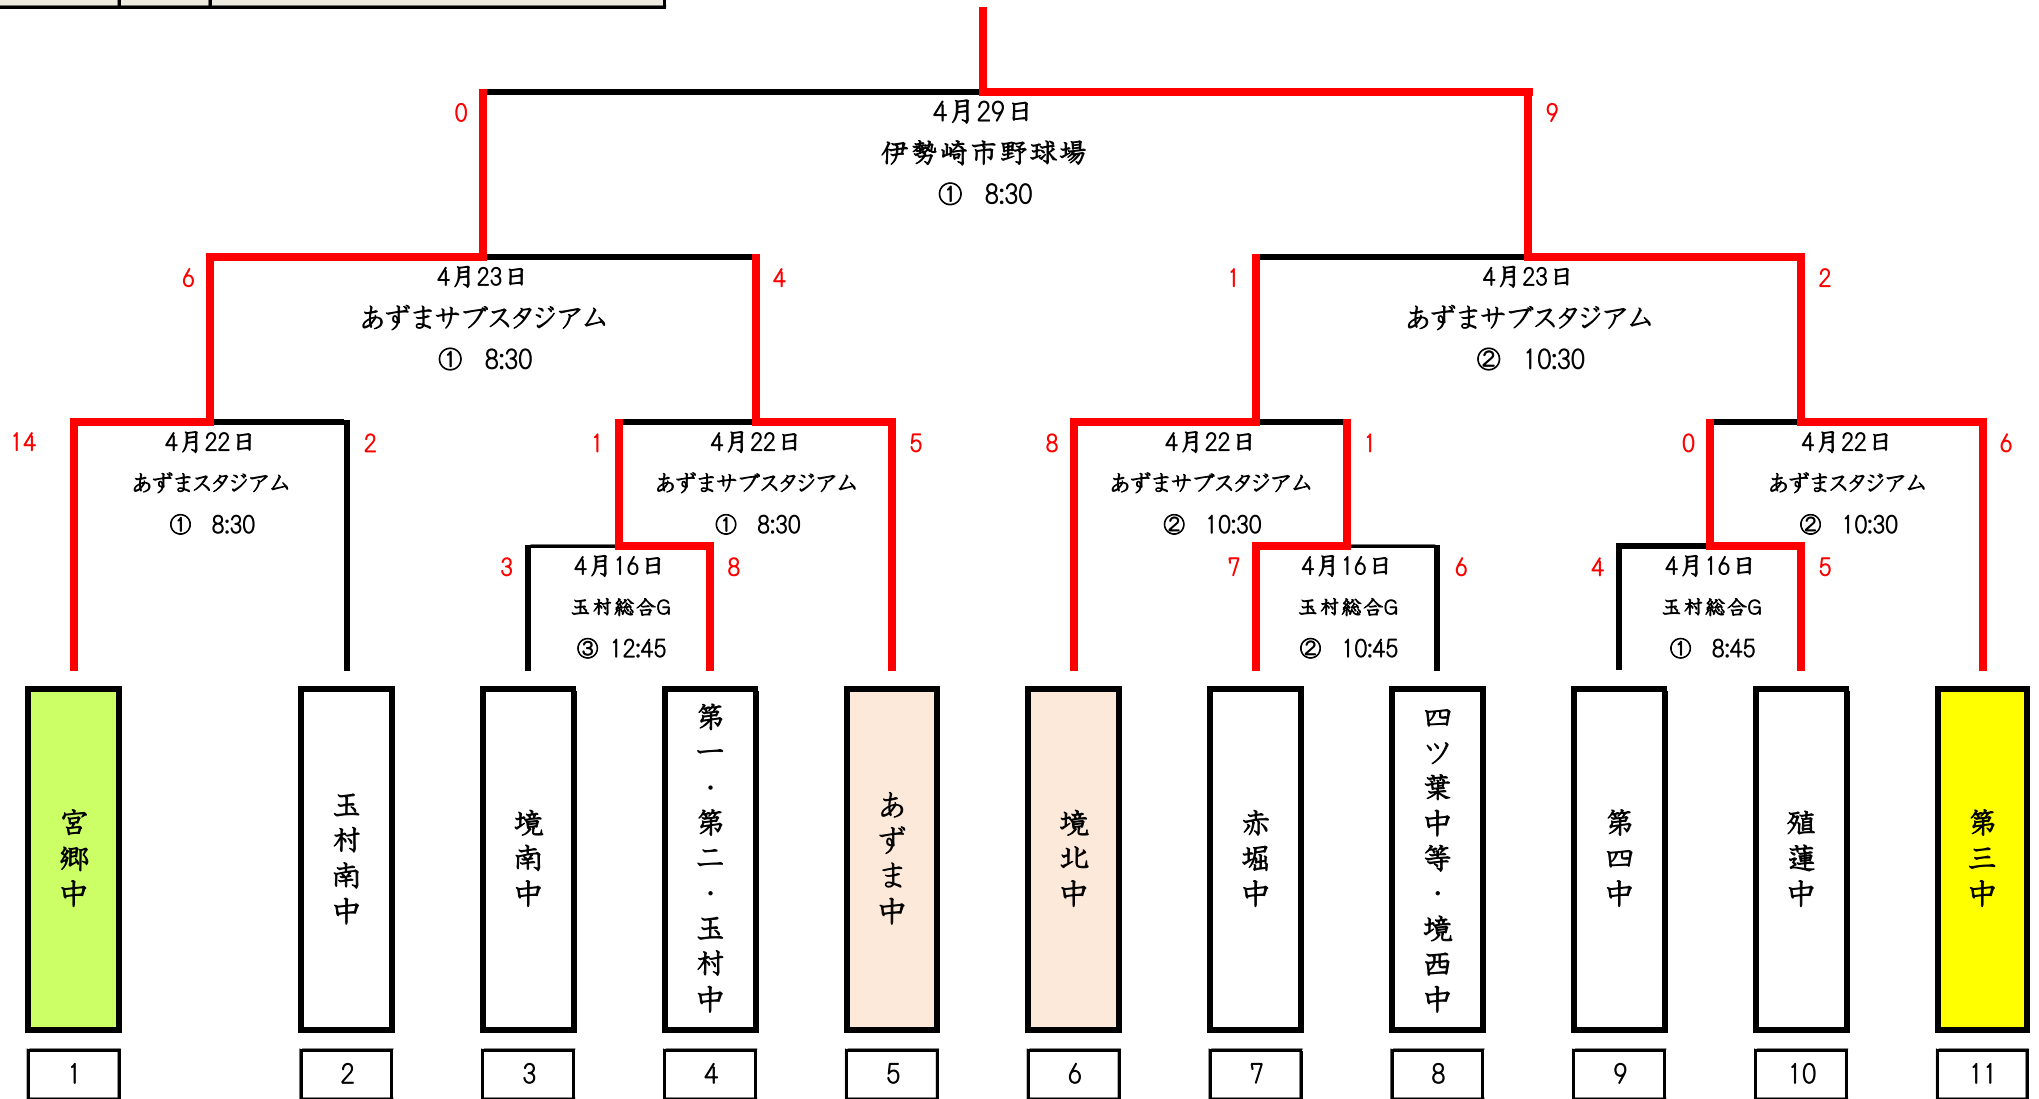 0
9
4月29日
伊勢崎市野球場
① 8:30
6
4
4月23日
あずまサブスタジアム
① 8:30
1
2
4月23日
あずまサブスタジアム
② 10:30
14
2
4月22日
あずまスタジアム
① 8:30
1
5
4月22日
あずまサブスタジアム
① 8:30
8
1
4月22日
あずまサブスタジアム
② 10:30
0
6
4月22日
あずまスタジアム
② 10:30
3
8
4月16日
玉村総合G
③ 12:45
7
6
4月16日
玉村総合G
② 10:45
4
5
4月16日
玉村総合G
① 8:45
宮郷中
玉村南中
境南中
第一・第二・玉村中
あずま中
境北中
赤堀中
四ツ葉中等・境西中
第四中
殖蓮中
第三中
1
2
3
4
5
6
7
8
9
10
11